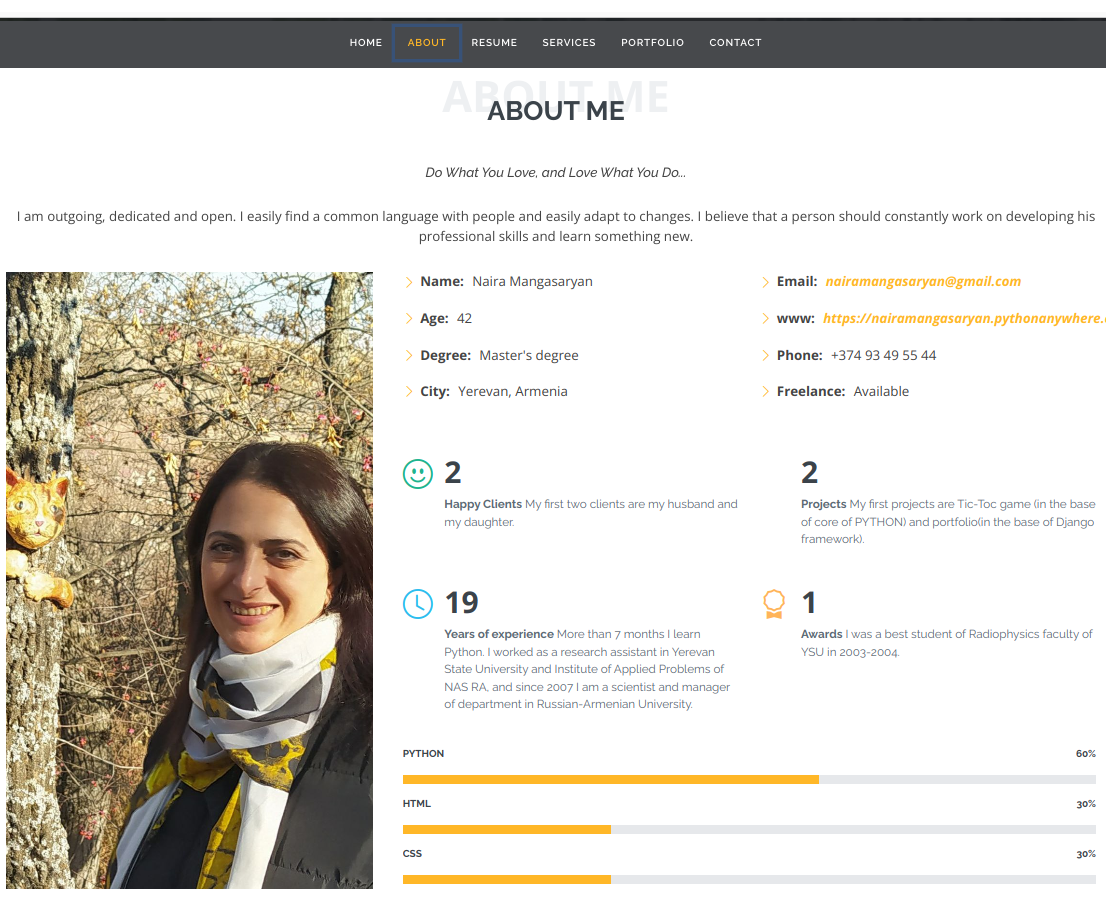 HOME ABOUT RESUME SERVICES PORTFOLIO CONTACT
ABOUT ME
ABOUT ME
Do What You Love, and Love What You Do...
I am outgoing, dedicated and open. I easily find a common language with people and easily adapt to changes. I believe that a person should constantly work on developing his
professional skills and learn something new.
Name: Naira Mangasaryan
Age: 42
Degree: Master's degree
City: Yerevan, Armenia
Email: nairamangasaryan@gmail.com
www: https://nairamangasaryan.pythonanywhere.
Phone: +374 93 49 55 44
Freelance: Available
2
Happy Clients My first two clients are my husband and
my daughter.
2
Projects My first projects are Tic-Toc game (in the base
of core of PYTHON) and portfolio(in the base of Django
framework).
19
Years of experience More than 7 months I learn
Python. I worked as a research assistant in Yerevan
State University and Institute of Applied Problems of
NAS RA, and since 2007 I am a scientist and manager
of department in Russian-Armenian University.
1
Awards I was a best student of Radiophysics faculty of
YSU in 2003-2004.
PYTHON 60%
HTML 30%
CSS 30%